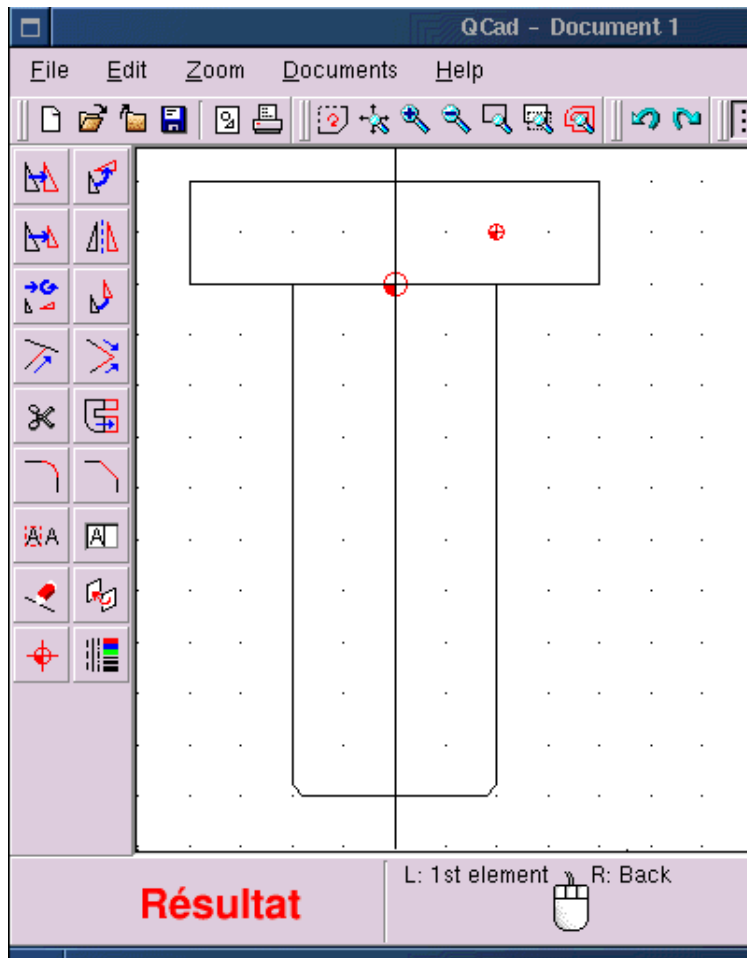 QCad - Document 1
File Edit Zoom Documents Help
A A
A
L: 1st element R: Back
Résultat